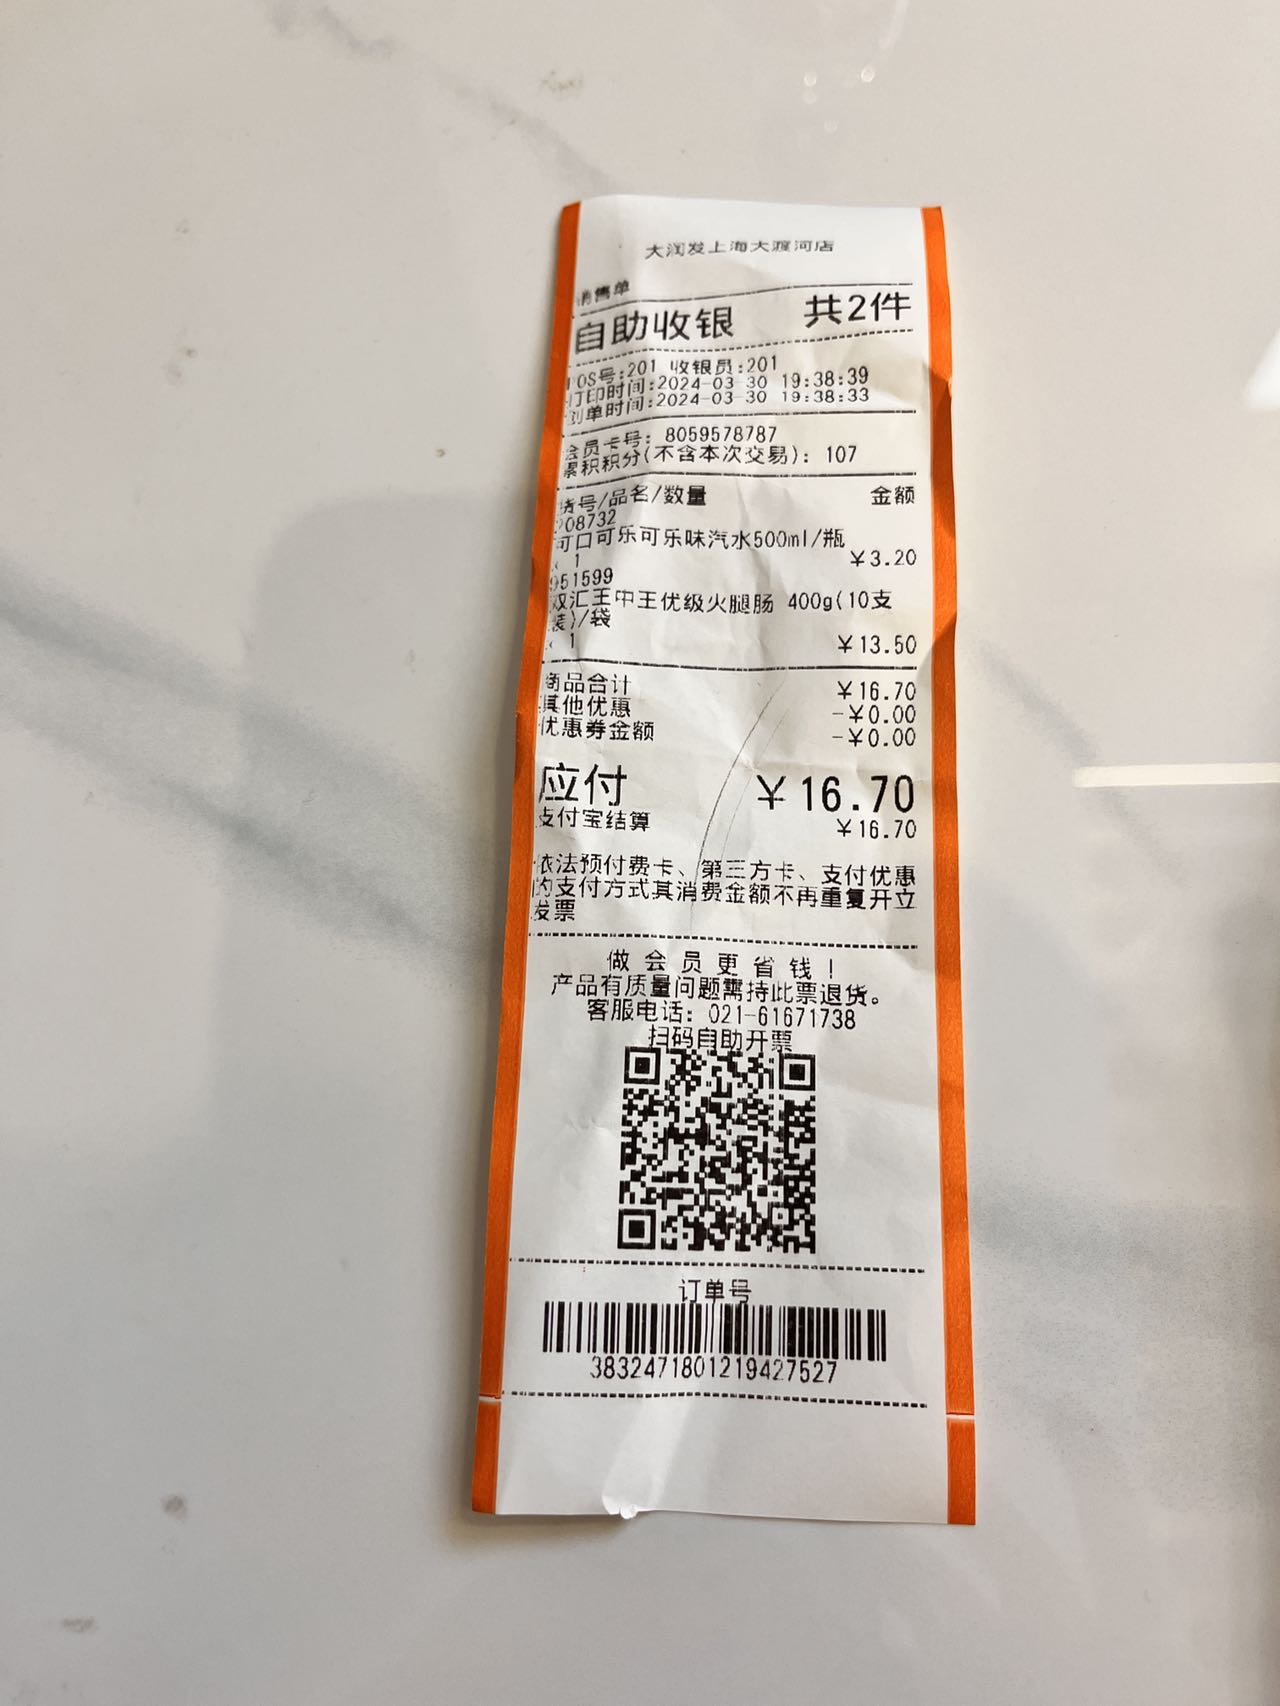 大润发上海大渡河店
销售单
自助收银 共2件
POS号:201 收银员:201
打印时间:2024-03-30 19:38:39
划单时间:2024-03-30 19:38:33
会员卡号: 8059578787
累积积分(不含本次交易): 107
货号/品名/数量 金额
208732
可口可乐可乐味汽水500ml/瓶
x 1 ¥3.20
951599
双汇王中王优级火腿肠 400g(10支
装)/袋
x 1 ¥13.50
商品合计 ¥16.70
其他优惠 -¥0.00
优惠券金额 -¥0.00
应付 ¥16.70
支付宝结算 ¥16.70
依法预付费卡、第三方卡、支付优惠
的支付方式其消费金额不再重复开立
发票
做会员更省钱!
产品有质量问题需持此票退货。
客服电话: 021-61671738
扫码自助开票
订单号
3832471801219427527